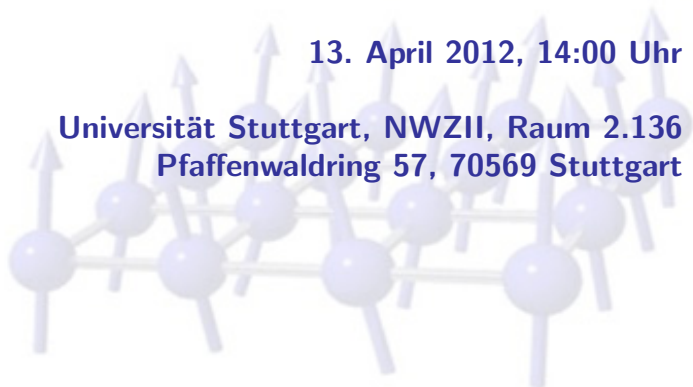 13. April 2012, 14:00 Uhr
Universität Stuttgart, NWZII, Raum 2.136
Pfaffenwaldring 57, 70569 Stuttgart